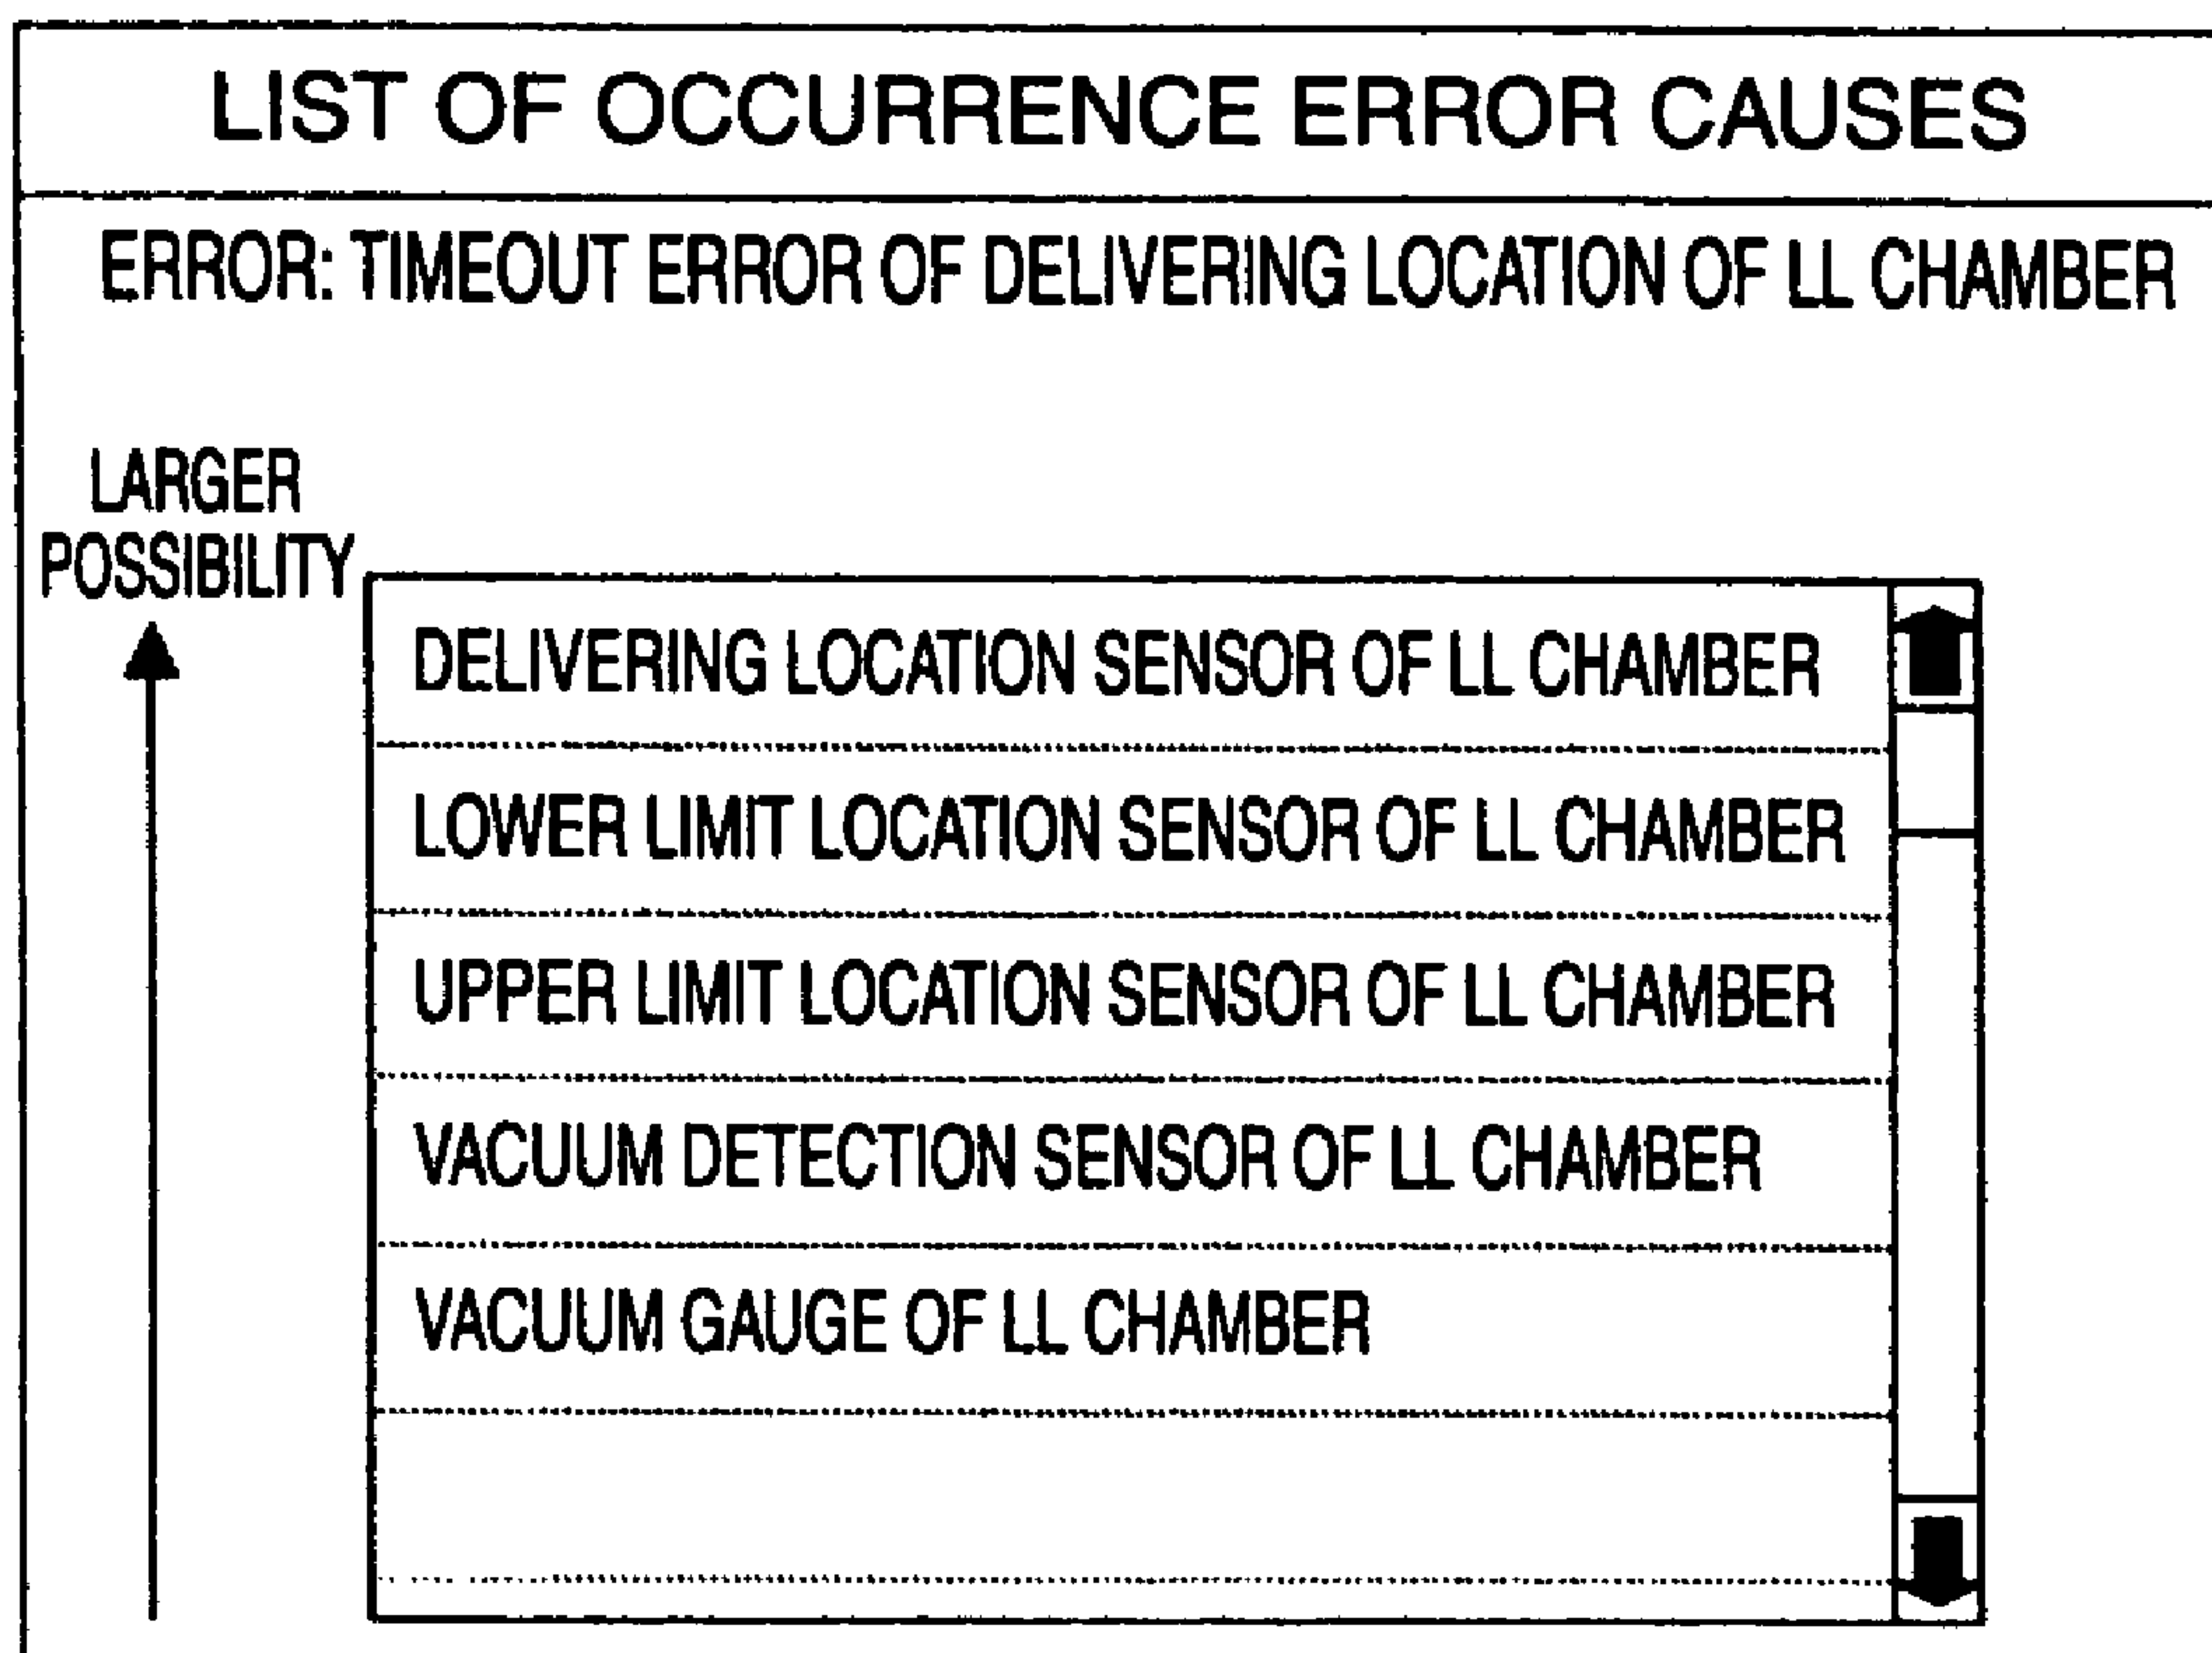 LIST OF OCCURRENCE ERROR CAUSES
ERROR: TIMEOUT ERROR OF DELIVERING LOCATION OF LL CHAMBER
LARGER
POSSIBILITY
DELIVERING LOCATION SENSOR OF LL CHAMBER
LOWER LIMIT LOCATION SENSOR OF LL CHAMBER
UPPER LIMIT LOCATION SENSOR OF LL CHAMBER
VACUUM DETECTION SENSOR OF LL CHAMBER
VACUUM GAUGE OF LL CHAMBER